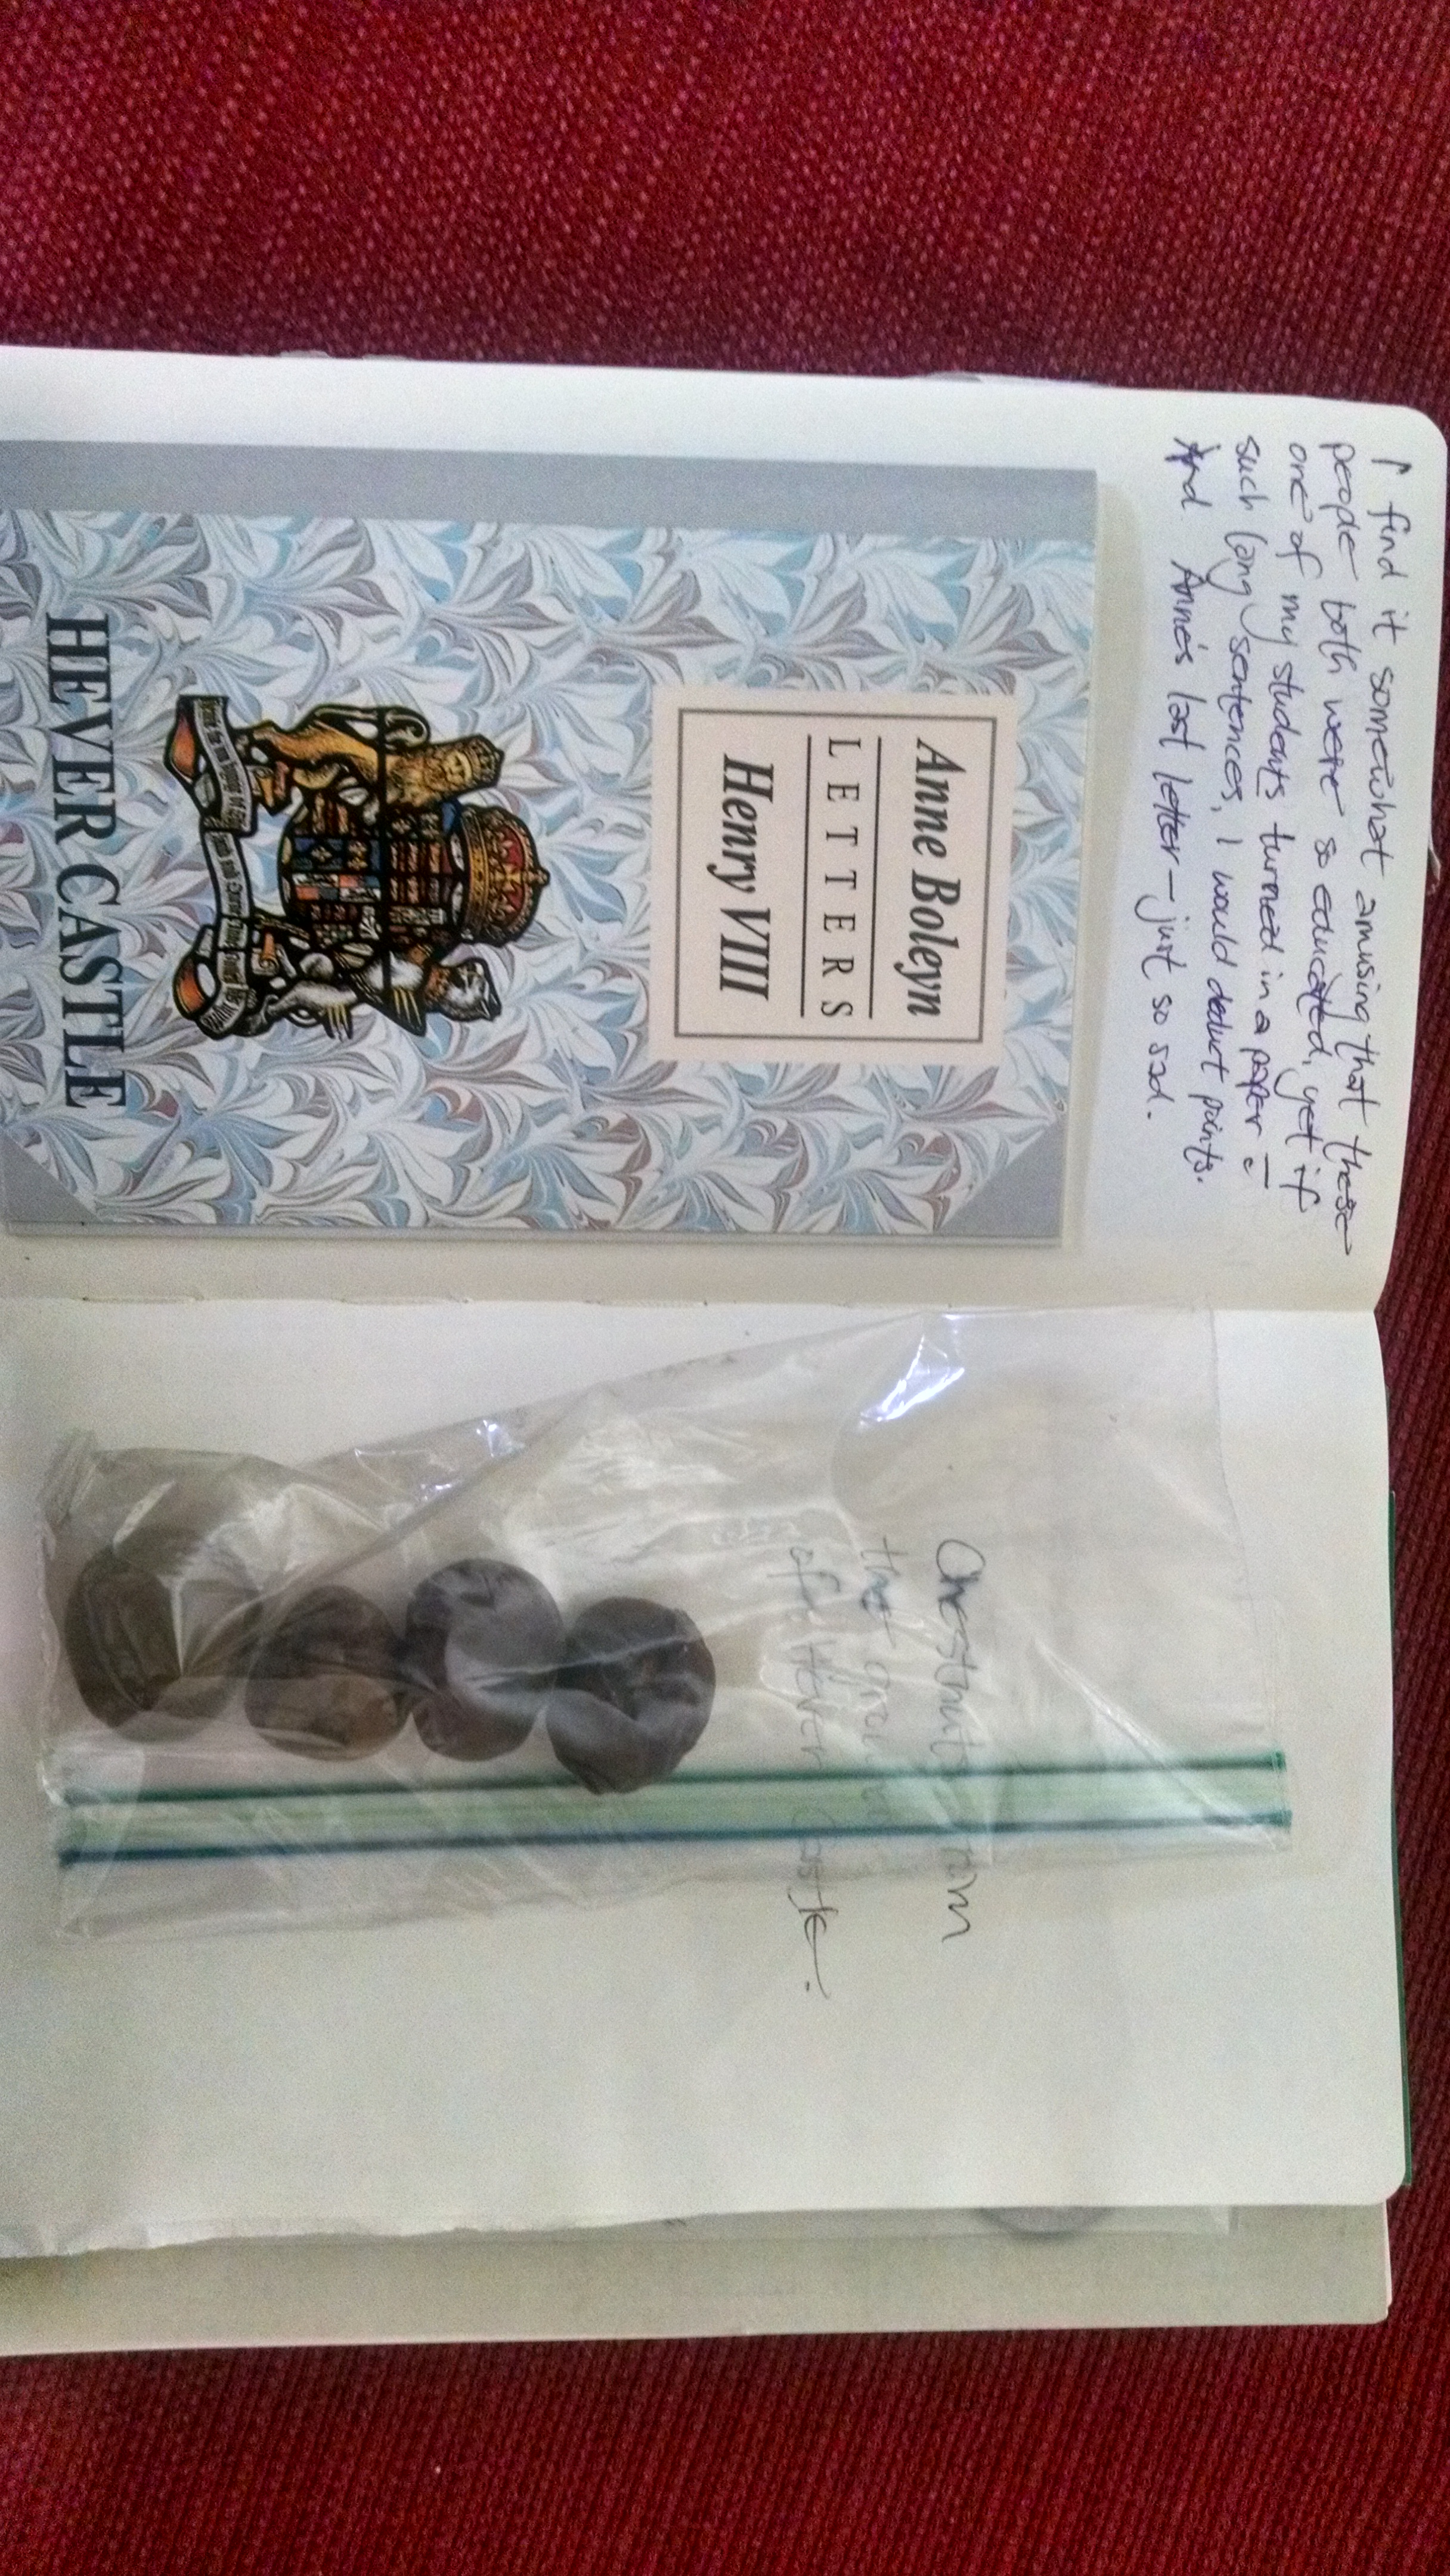 I find it somewhat amusing that these
people both were so educated, yet if
one of my students turned in a paper c̄
such long sentences, I would deduct points.
And Anne's last letter – just so sad.
Anne Boleyn
LETTERS
Henry VIII
HEVER CASTLE
Chestnuts from
the
of Hever Castle.